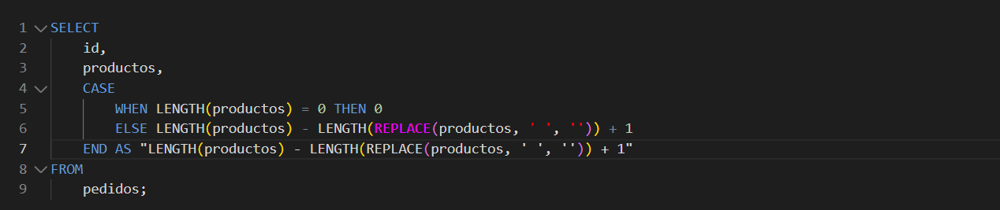 1 SELECT
2 id,
3 productos,
4 CASE
5 WHEN LENGTH(productos) = 0 THEN 0
6 ELSE LENGTH(productos) - LENGTH(REPLACE(productos, ' ', '')) + 1
7 END AS "LENGTH(productos) - LENGTH(REPLACE(productos, ' ', '')) + 1"
8 FROM
9 pedidos;